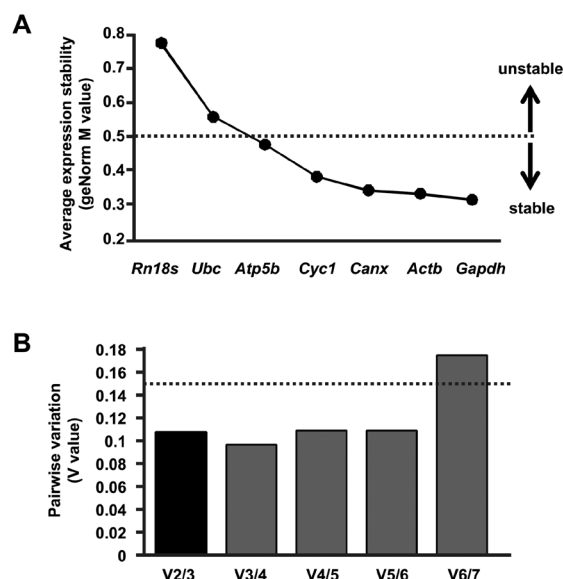 A
Average expression stability
(geNorm M value)
0.8
0.7
0.6
0.5
0.4
0.3
0.2
unstable
stable
Rn18s Ubc Atp5b Cyc1 Canx Actb Gapdh
B
Pairwise variation
(V value)
0.18
0.16
0.14
0.12
0.1
0.08
0.06
0.04
0.02
0
V2/3 V3/4 V4/5 V5/6 V6/7